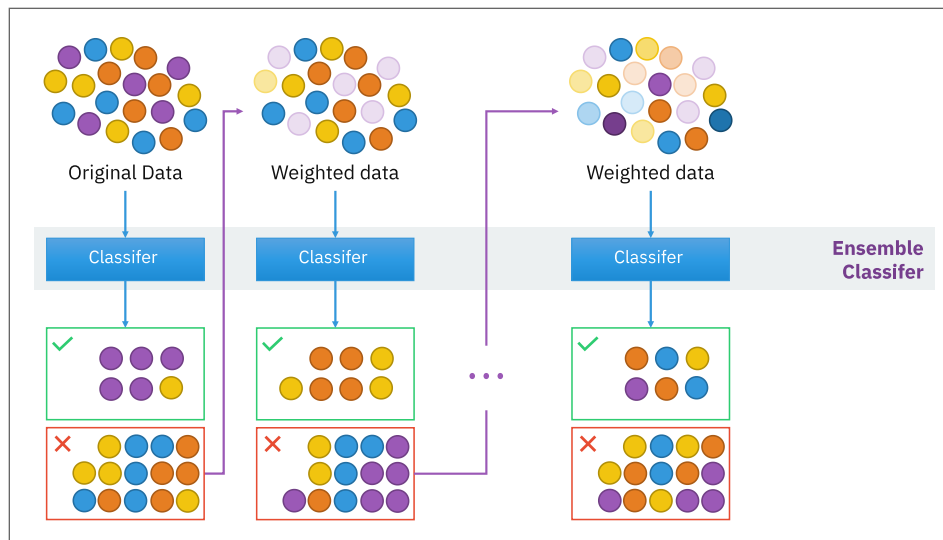 Original Data
Weighted data
Weighted data
Classifer
Classifer
Classifer
Ensemble
Classifer